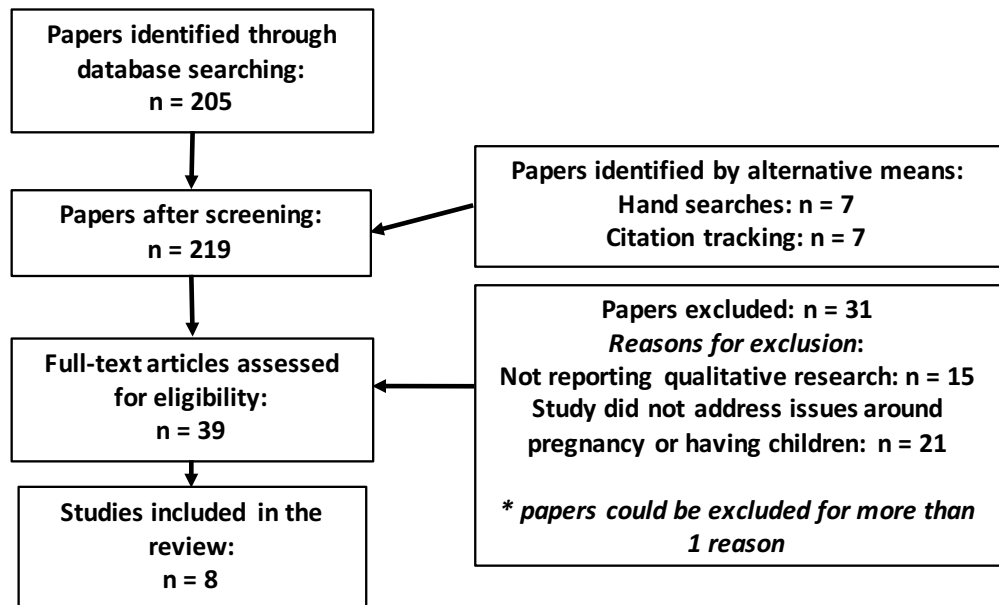 Papers identified through
database searching:
n = 205
Papers identified by alternative means:
Hand searches: n = 7
Citation tracking: n = 7
Papers after screening:
n = 219
Papers excluded: n = 31
Reasons for exclusion:
Not reporting qualitative research: n = 15
Study did not address issues around
pregnancy or having children: n = 21
* papers could be excluded for more than
1 reason
Full-text articles assessed
for eligibility:
n = 39
Studies included in the
review:
n = 8